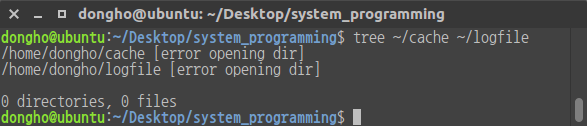 dongho@ubuntu: ~/Desktop/system_programming
dongho@ubuntu:~/Desktop/system_programming$ tree ~/cache ~/logfile
/home/dongho/cache [error opening dir]
/home/dongho/logfile [error opening dir]
0 directories, 0 files
dongho@ubuntu:~/Desktop/system_programming$